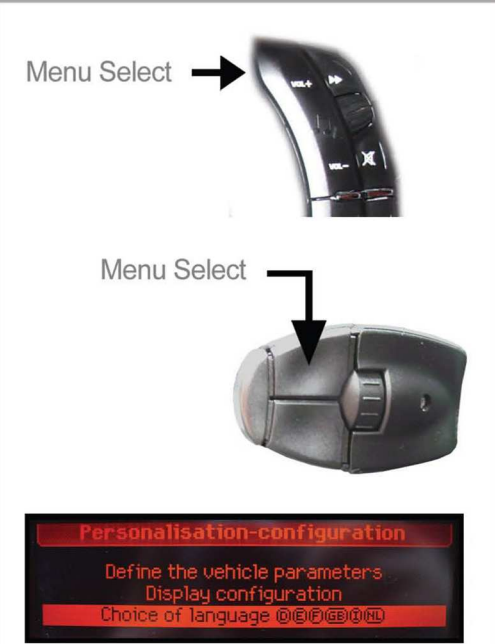 Menu Select
VOL+
VOL-
Menu Select
Personalisation-configuration
Define the vehicle parameters
Display configuration
Choice of language ⒹⒺⒻGBⒾNL